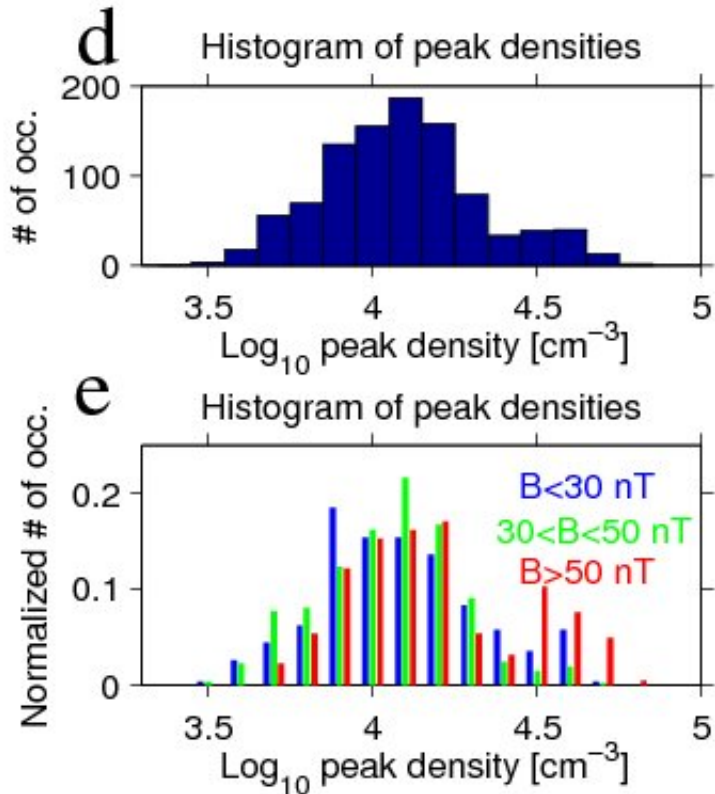 d
Histogram of peak densities
# of occ.
200
100
0
3.5 4 4.5 5
Log10 peak density [cm−3]
e
Histogram of peak densities
Normalized # of occ.
0.2
0.1
0
B<30 nT
30<B<50 nT
B>50 nT
3.5 4 4.5 5
Log10 peak density [cm−3]